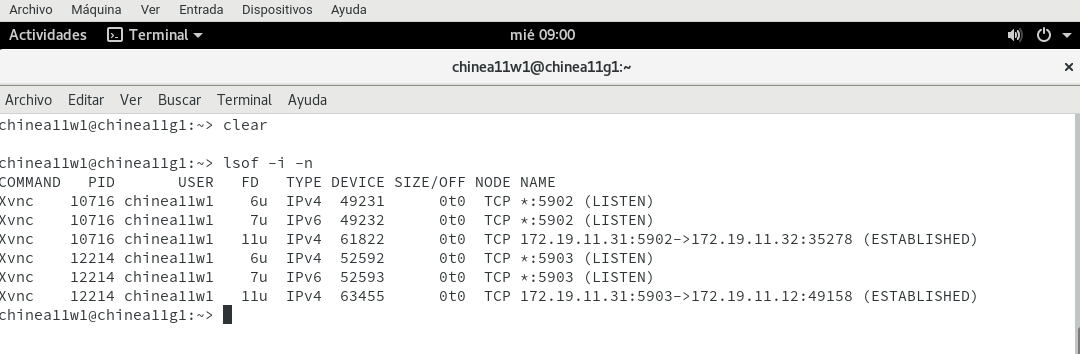 Archivo Máquina Ver Entrada Dispositivos Ayuda
Actividades Terminal mié 09:00
chinea11w1@chinea11g1:~ ×
Archivo Editar Ver Buscar Terminal Ayuda
chinea11w1@chinea11g1:~> clear
chinea11w1@chinea11g1:~> lsof -i -n
COMMAND PID USER FD TYPE DEVICE SIZE/OFF NODE NAME
Xvnc 10716 chinea11w1 6u IPv4 49231 0t0 TCP *:5902 (LISTEN)
Xvnc 10716 chinea11w1 7u IPv6 49232 0t0 TCP *:5902 (LISTEN)
Xvnc 10716 chinea11w1 11u IPv4 61822 0t0 TCP 172.19.11.31:5902->172.19.11.32:35278 (ESTABLISHED)
Xvnc 12214 chinea11w1 6u IPv4 52592 0t0 TCP *:5903 (LISTEN)
Xvnc 12214 chinea11w1 7u IPv6 52593 0t0 TCP *:5903 (LISTEN)
Xvnc 12214 chinea11w1 11u IPv4 63455 0t0 TCP 172.19.11.31:5903->172.19.11.12:49158 (ESTABLISHED)
chinea11w1@chinea11g1:~>